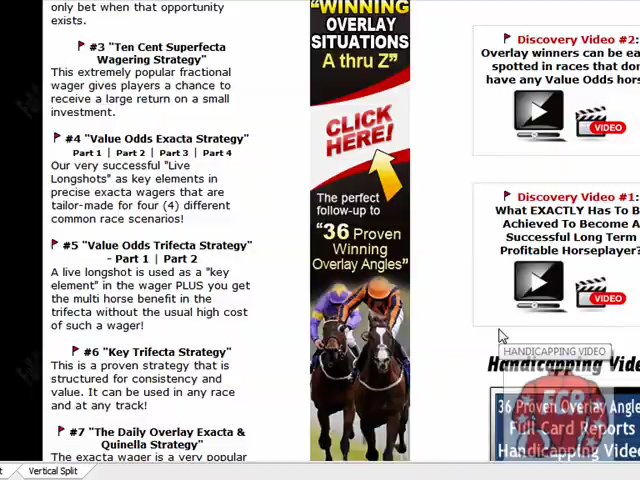 only bet when that opportunity
exists.
#3 "Ten Cent Superfecta
Wagering Strategy"
This extremely popular fractional
wager gives players a chance to
receive a large return on a small
investment.
#4 "Value Odds Exacta Strategy"
Part 1 | Part 2 | Part 3 | Part 4
Our very successful "Live
Longshots" as key elements in
precise exacta wagers that are
tailor-made for four (4) different
common race scenarios!
#5 "Value Odds Trifecta Strategy"
- Part 1 | Part 2
A live longshot is used as a "key
element" in the wager PLUS you get
the multi horse benefit in the
trifecta without the usual high cost
of such a wager!
#6 "Key Trifecta Strategy"
This is a proven strategy that is
structured for consistency and
value. It can be used in any race
and at any track!
#7 "The Daily Overlay Exacta &
Quinella Strategy"
The exacta wager is a very popular
Vertical Split
"WINNING
OVERLAY
SITUATIONS
A thru Z"
CLICK
HERE!
The perfect
follow-up to
"36 Proven
Winning
Overlay Angles"
Discovery Video #2:
Overlay winners can be ea
spotted in races that don
have any Value Odds hors
VIDEO
Discovery Video #1:
What EXACTLY Has To B
Achieved To Become A
Successful Long Term
Profitable Horseplayer?
VIDEO
HANDICAPPING VIDEO
Handicapping Vide
36 Proven Overlay Angle
Full Card Reports
Handicapping Video